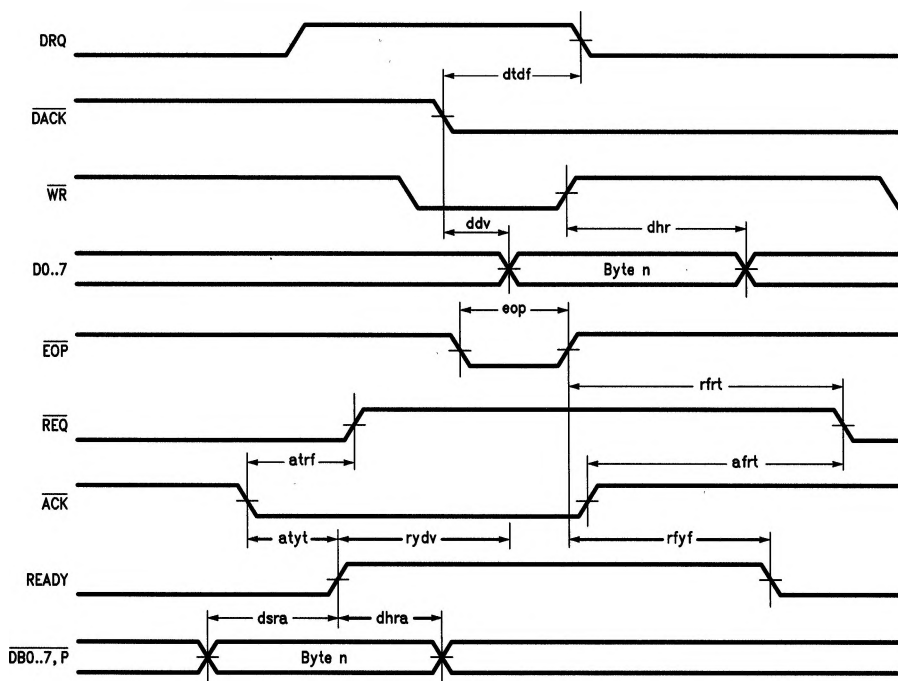 DRQ
dtdf
DACK
WR
ddv
dhr
D0..7
Byte n
eop
EOP
rfrt
REQ
atrf
afrt
ACK
atyt
rydv
rfyf
READY
dsra
dhra
DB0..7, P
Byte n